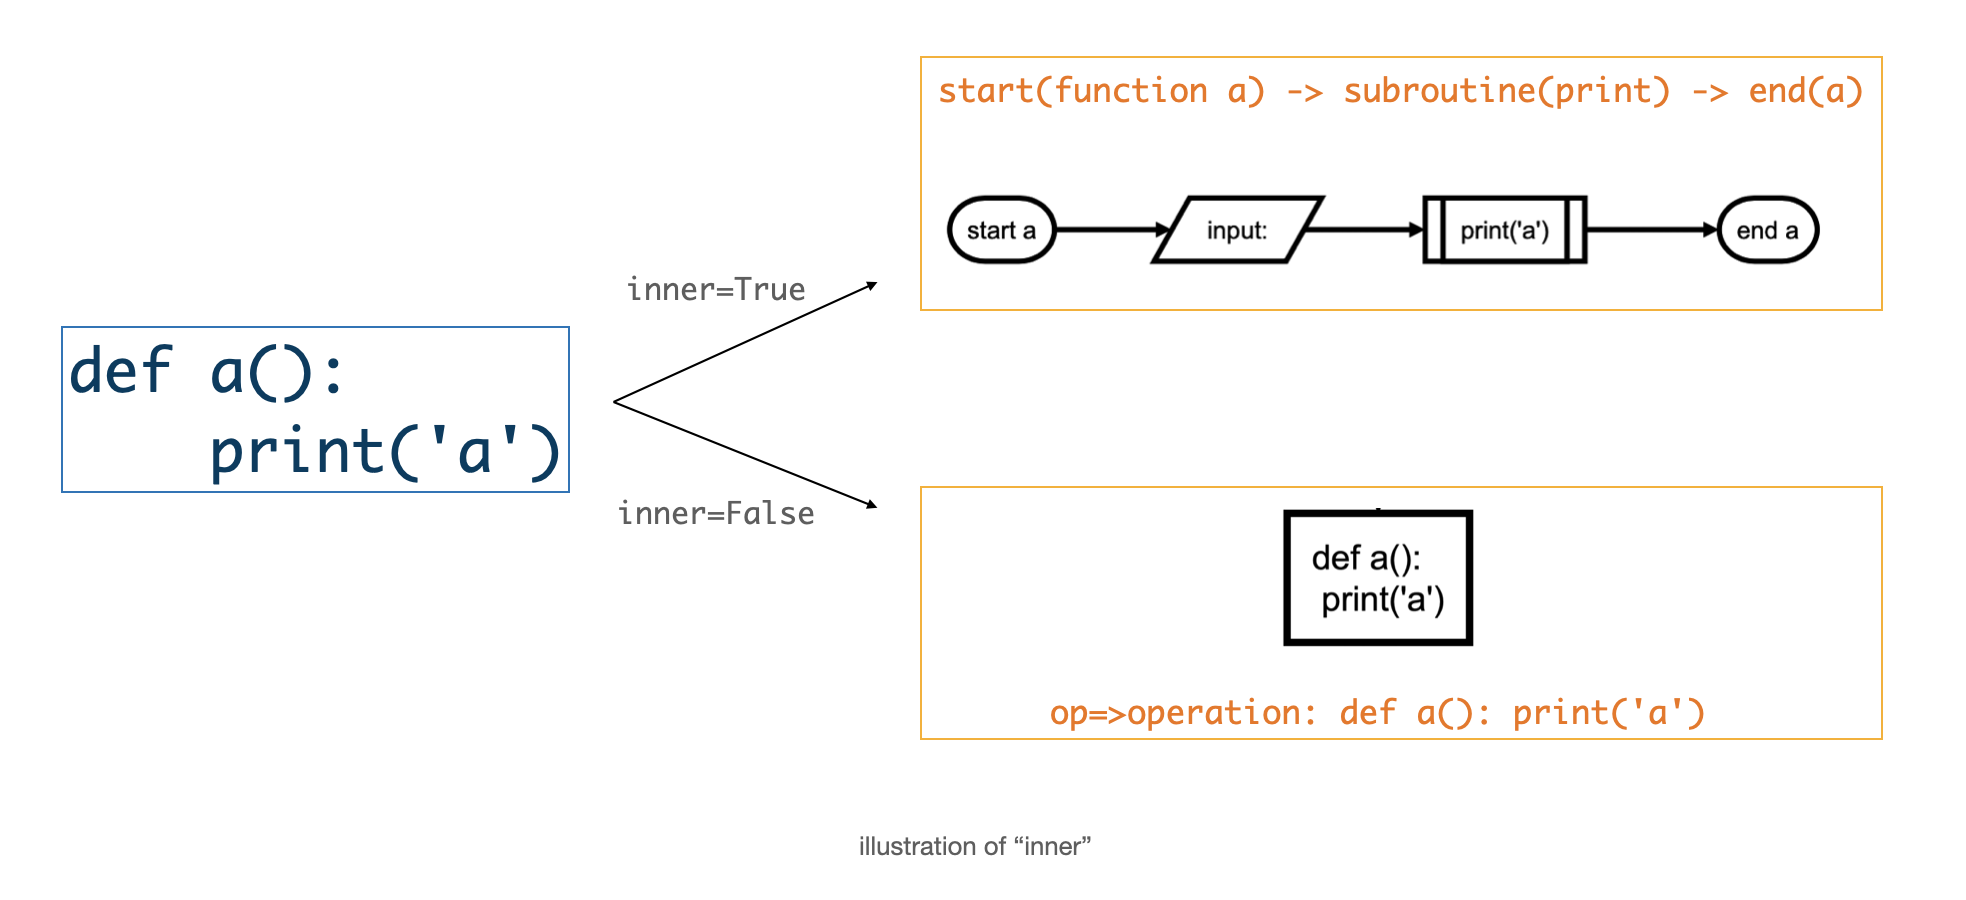 def a():
    print('a')
inner=True
inner=False
start(function a) -> subroutine(print) -> end(a)
start a
input:
print('a')
end a
def a():
 print('a')
op=>operation: def a(): print('a')
illustration of “inner”